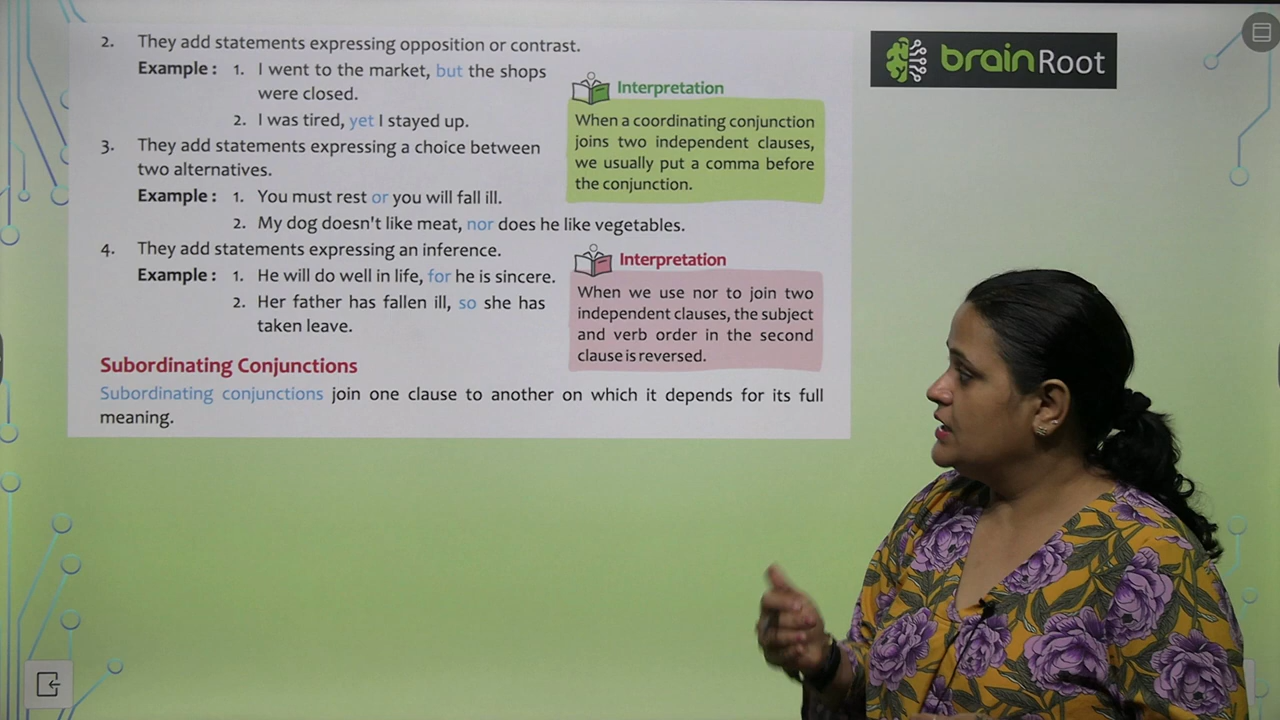 2. They add statements expressing opposition or contrast.
Example : 1. I went to the market, but the shops
were closed.
2. I was tired, yet I stayed up.
3. They add statements expressing a choice between
two alternatives.
Example : 1. You must rest or you will fall ill.
2. My dog doesn't like meat, nor does he like vegetables.
4. They add statements expressing an inference.
Example : 1. He will do well in life, for he is sincere.
2. Her father has fallen ill, so she has
taken leave.
Interpretation
When a coordinating conjunction
joins two independent clauses,
we usually put a comma before
the conjunction.
Interpretation
When we use nor to join two
independent clauses, the subject
and verb order in the second
clause is reversed.
Subordinating Conjunctions
Subordinating conjunctions join one clause to another on which it depends for its full
meaning.
brainRoot